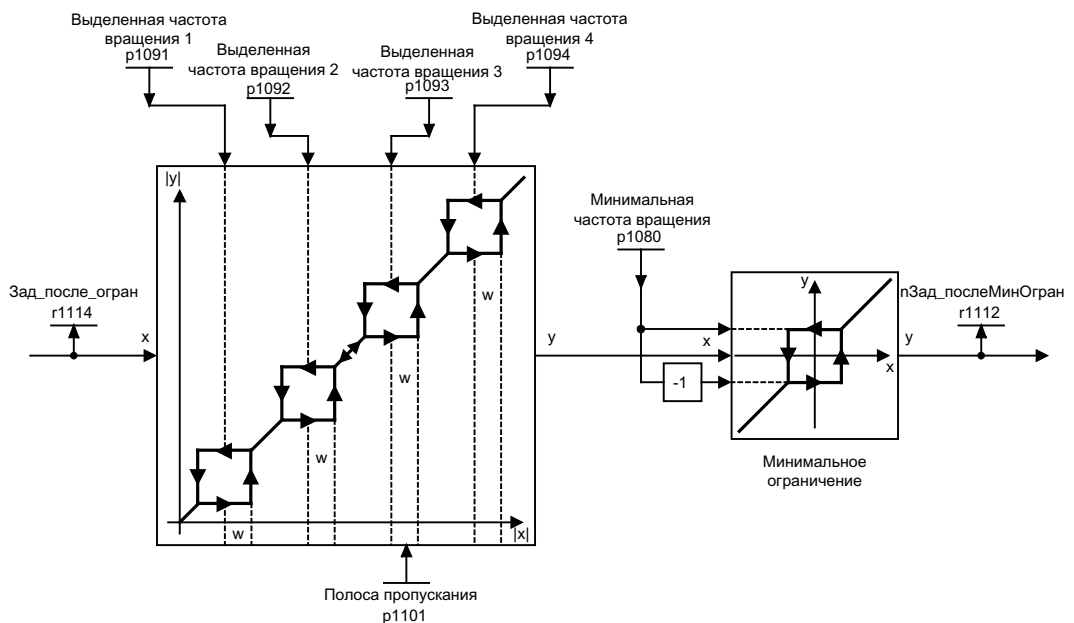 Выделенная частота
вращения 1
p1091
Выделенная
частота вращения 2
p1092
Выделенная
частота вращения 3
p1093
Выделенная частота
вращения 4
p1094
|y|
w
w
w
w
|x|
Зад_после_огран
r1114
x
y
Полоса пропускания
p1101
Минимальная
частота вращения
p1080
x
-1
y
x
Минимальное
ограничение
y
nЗад_послеМинОгран
r1112